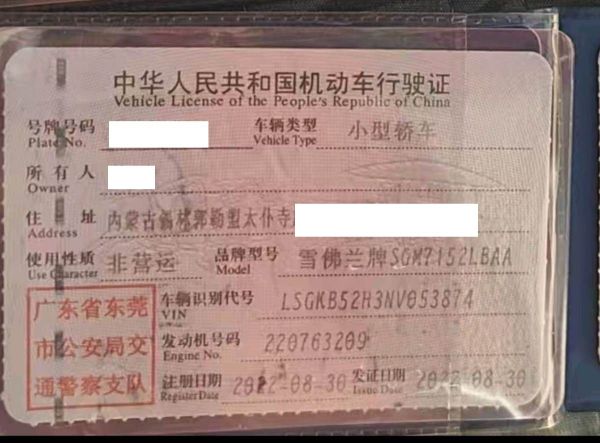 中华人民共和国机动车行驶证
Vehicle License of the People's Republic of China
号牌号码 车辆类型 小型轿车
Plate No. Vehicle Type
所有人
Owner
住址 内蒙古锡林郭勒盟太仆寺
Address
使用性质 非营运 品牌型号 雪佛兰牌SGM7152LBAA
Use Character Model
广东省东莞
市公安局交
通警察支队
车辆识别代号 LSGKB52H3NV053874
VIN
发动机号码 220763209
Engine No.
注册日期 2022-08-30 发证日期 2022-08-30
Register Date Issue Date